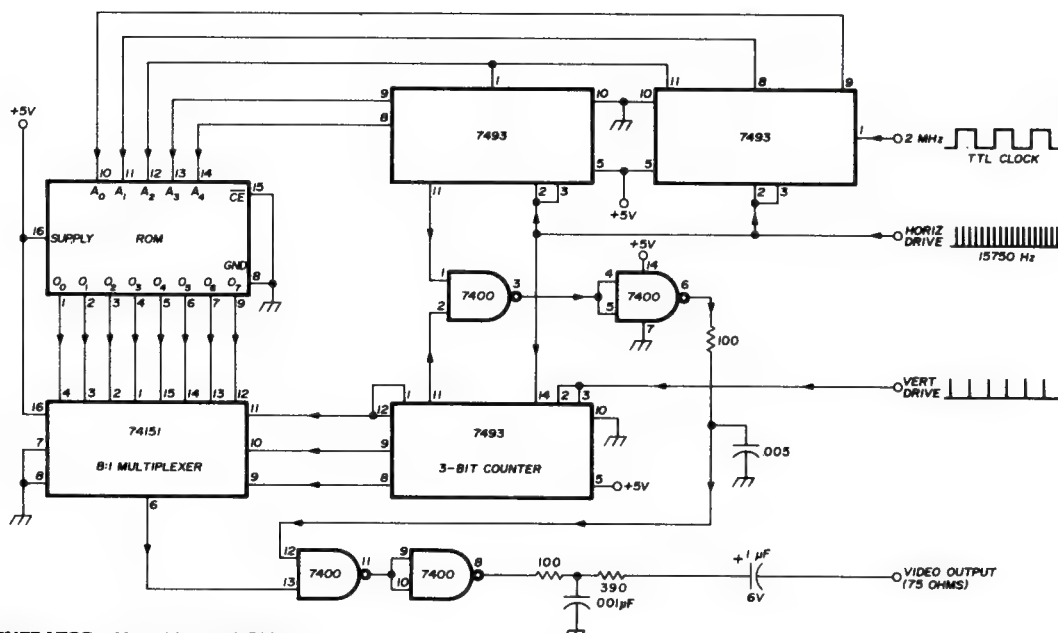 11 8 9
1
+5V
9 10 10
8
7493
7493
1
2 MHz
TTL CLOCK
5 5
10 11 12 13 14
A0 A1 A2 A3 A4
15
CE
11
2 3
+5V
2 3
16
SUPPLY ROM
HORIZ DRIVE
15750 Hz
GND
8
+5V
14
O0 O1 O2 O3 O4 O5 O6 O7
1 2 3 4 5 6 7 9
1
2
7400
3
4
5
7400
6
7
100
4 3 2 1 15 14 13 12
1
12
11
14
2
3
VERT DRIVE
16
11
10
7
74151
8:1 MULTIPLEXER
10
9
7493
3-BIT COUNTER
.005
8
9
8
5
+5V
6
12
13
7400
11
9
10
7400
8
100
390
.001µF
+ 1 µF
6V
VIDEO OUTPUT
(75 OHMS)